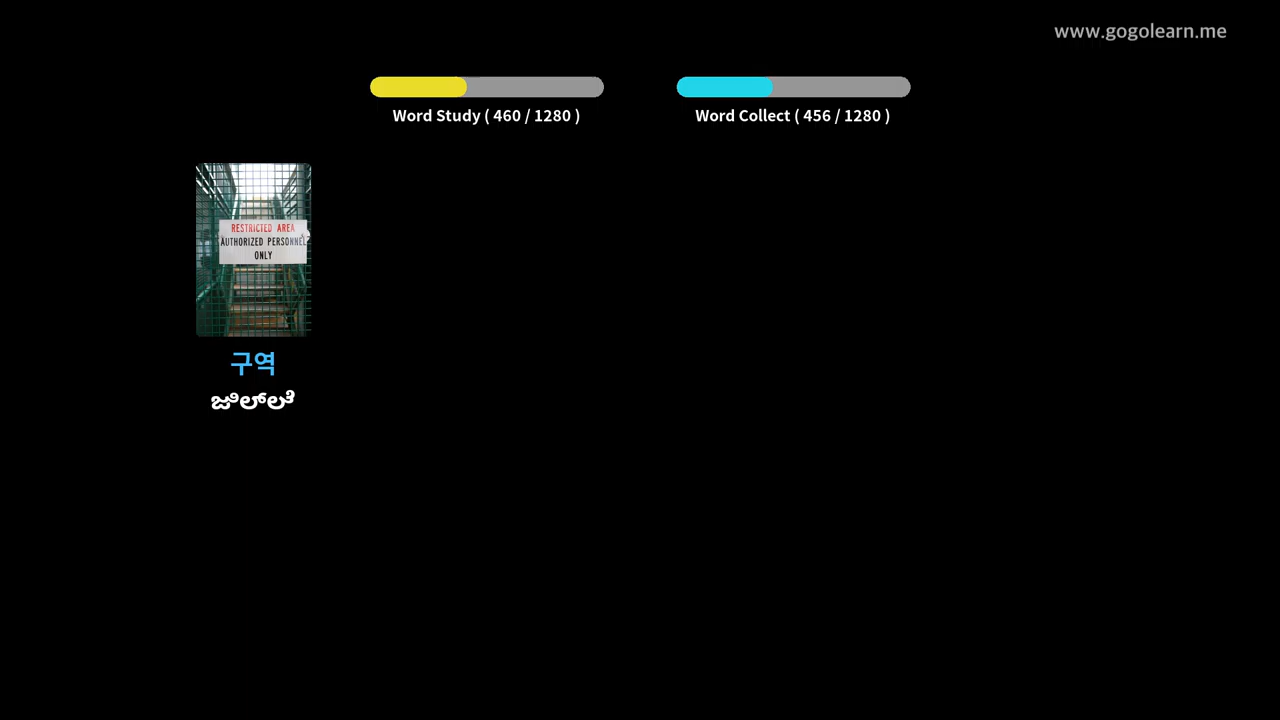 www.gogolearn.me
Word Study ( 460 / 1280 )
Word Collect ( 456 / 1280 )
RESTRICTED AREA
AUTHORIZED PERSONNEL
ONLY
구역
ಜಿಲ್ಲೆ